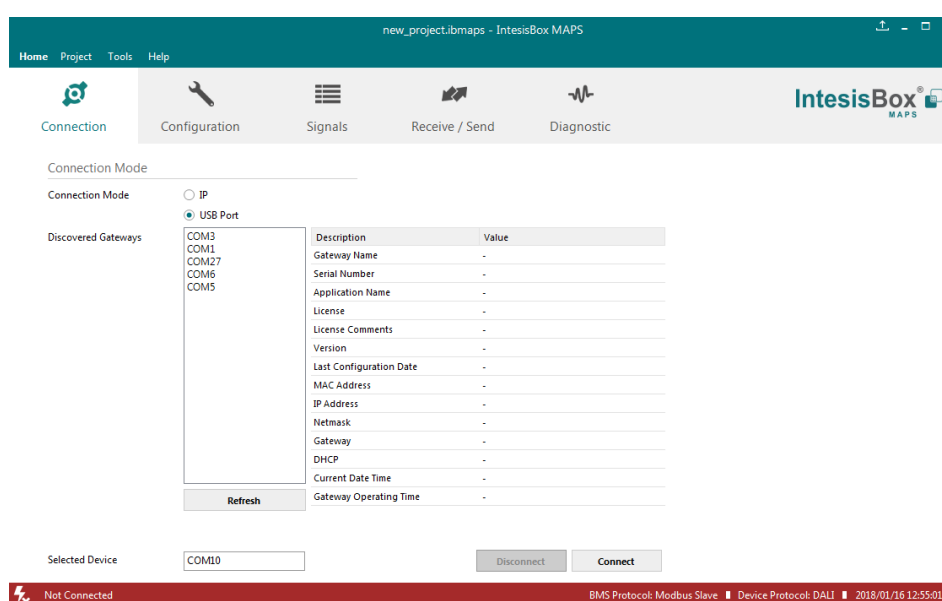 new_project.ibmaps - IntesisBox MAPS
Home Project Tools Help
Connection Configuration Signals Receive / Send Diagnostic
IntesisBox®
MAPS
Connection Mode
Connection Mode IP
USB Port
Discovered Gateways
COM3
COM1
COM27
COM6
COM5
Description Value
Gateway Name -
Serial Number -
Application Name -
License -
License Comments -
Version -
Last Configuration Date -
MAC Address -
IP Address -
Netmask -
Gateway -
DHCP -
Current Date Time -
Gateway Operating Time -
Refresh
Selected Device COM10 Disconnect Connect
Not Connected BMS Protocol: Modbus Slave Device Protocol: DALI 2018/01/16 12:55:01